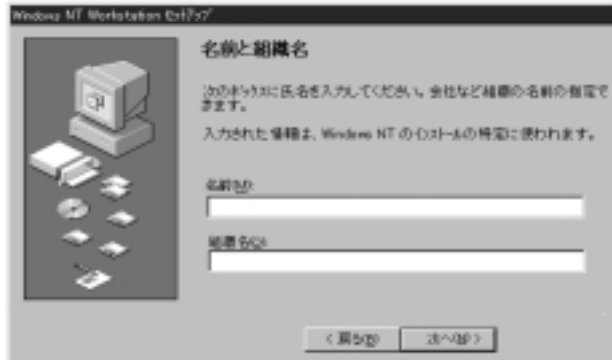 Windows NT Workstation セットアップ
名前と組織名
次のボックスに氏名を入力してください。会社など組織の名前の指定で
きます。
入力された情報は、Windows NT のインストールの特定に使われます。
名前(M):
組織名(O):
< 戻る(B)
次へ(N) >